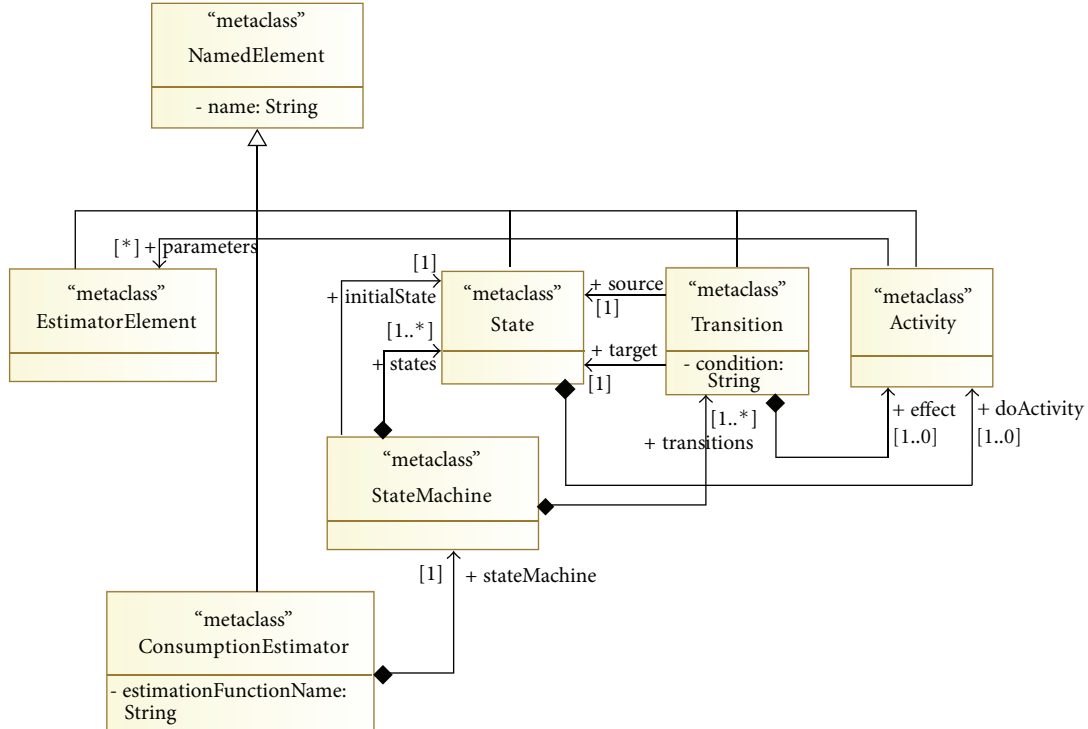 “metaclass”
NamedElement
- name: String
[*] + parameters
“metaclass”
EstimatorElement
[1]
+ initialState
[1..*]
+ states
“metaclass”
State
+ source
[1]
+ target
[1]
“metaclass”
Transition
- condition:
String
“metaclass”
Activity
[1..*]
+ transitions
+ effect
[1..0]
+ doActivity
[1..0]
“metaclass”
StateMachine
[1]
+ stateMachine
“metaclass”
ConsumptionEstimator
- estimationFunctionName:
String